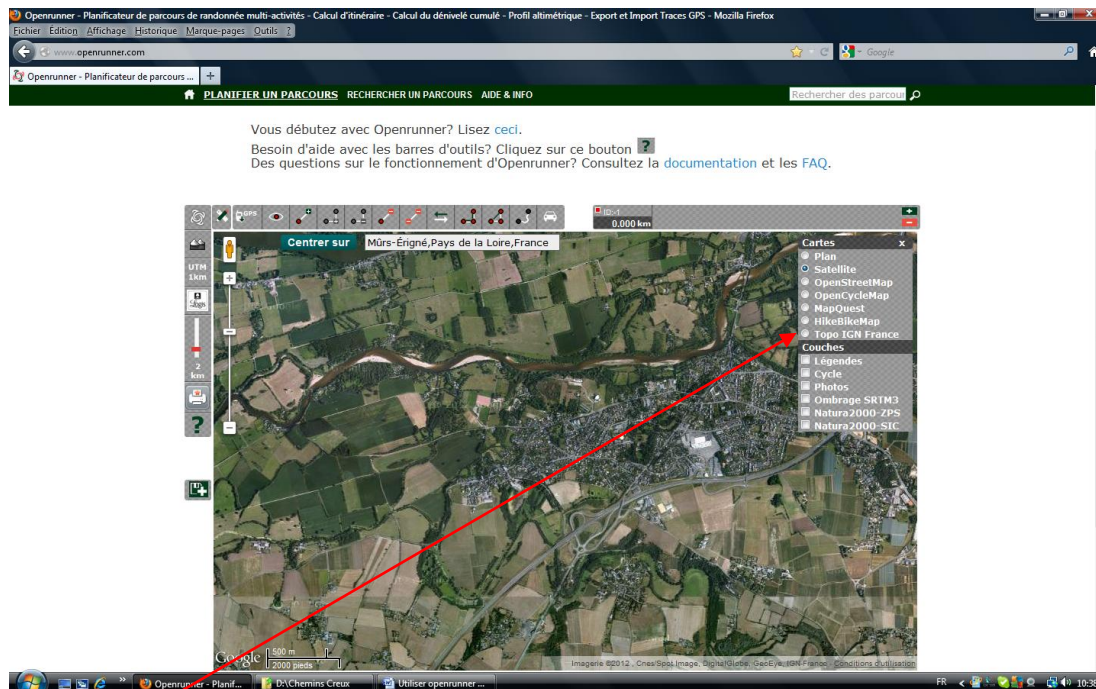 Openrunner - Planificateur de parcours de randonnée multi-activités - Calcul d'itinéraire - Calcul du dénivelé cumulé - Profil altimétrique - Export et Import Traces GPS - Mozilla Firefox
Fichier Edition Affichage Historique Marque-pages Outils ?
www.openrunner.com
Google
Openrunner - Planificateur de parcours ... +
PLANIFIER UN PARCOURS RECHERCHER UN PARCOURS AIDE & INFO
Rechercher des parcour
Vous débutez avec Openrunner? Lisez ceci.
Besoin d'aide avec les barres d'outils? Cliquez sur ce bouton ?
Des questions sur le fonctionnement d'Openrunner? Consultez la documentation et les FAQ.
GPS
ID:-1
0.000 km
Centrer sur Mûrs-Érigné,Pays de la Loire,France
UTM
1km
2
km
?
Cartes x
Plan
Satellite
OpenStreetMap
OpenCycleMap
MapQuest
HikeBikeMap
Topo IGN France
Couches
Légendes
Cycle
Photos
Ombrage SRTM3
Natura2000-ZPS
Natura2000-SIC
Google
500 m
2000 pieds
Imagerie ©2012 , Cnes/Spot Image, DigitalGlobe, GeoEye, IGN-France - Conditions d'utilisation
Openrunner - Planif... D:\Chemins Creux Utiliser openrunner ... FR 10:38